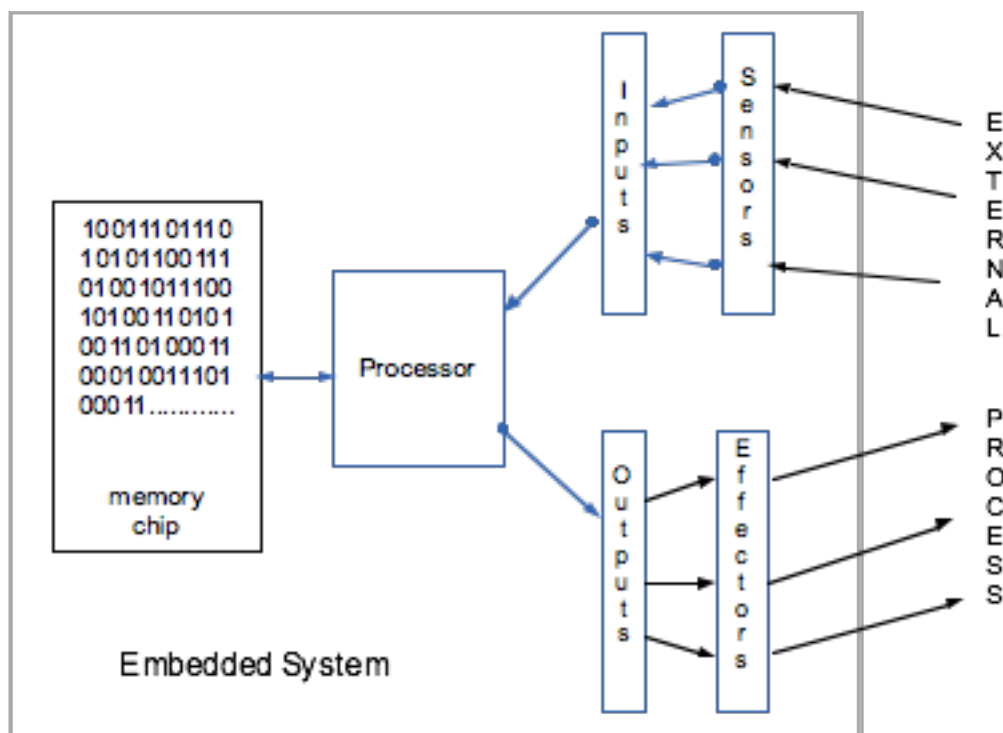 Inputs
Sensors
EXTERNAL
PROCESS
10011101110
10101100111
01001011100
10100110101
00110100011
00010011101
00011............
memory
chip
Processor
Outputs
Effectors
Embedded System